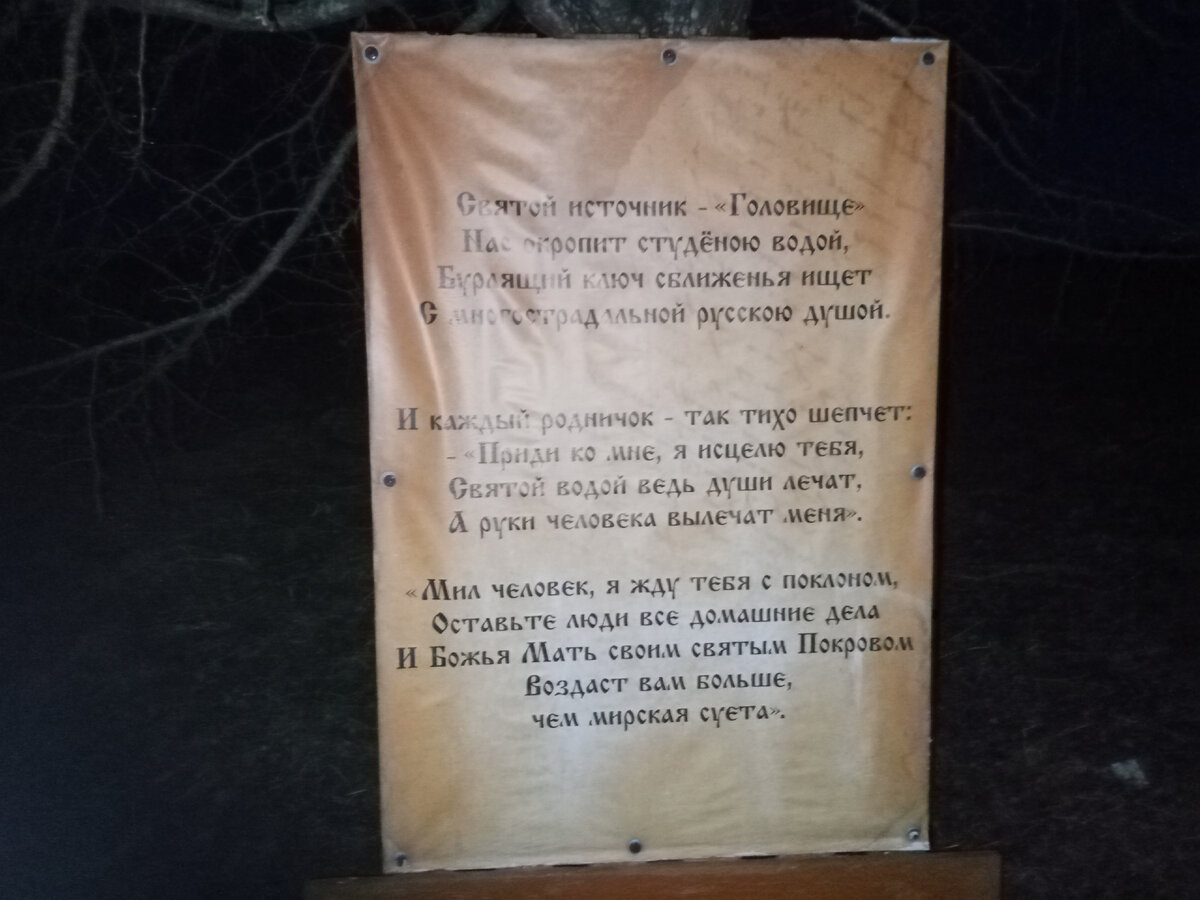 Святой источник - «Головище»
Нас окропит студёною водой,
Бурлящий ключ сближенья ищет
С многострадальной русскою душой.
И каждый родничок - так тихо шепчет:
- «Приди ко мне, я исцелю тебя,
Святой водой ведь души лечат,
А руки человека вылечат меня».
«Мил человек, я жду тебя с поклоном,
Оставьте люди все домашние дела
И Божья Мать своим святым Покровом
Воздаст вам больше,
чем мирская суета».